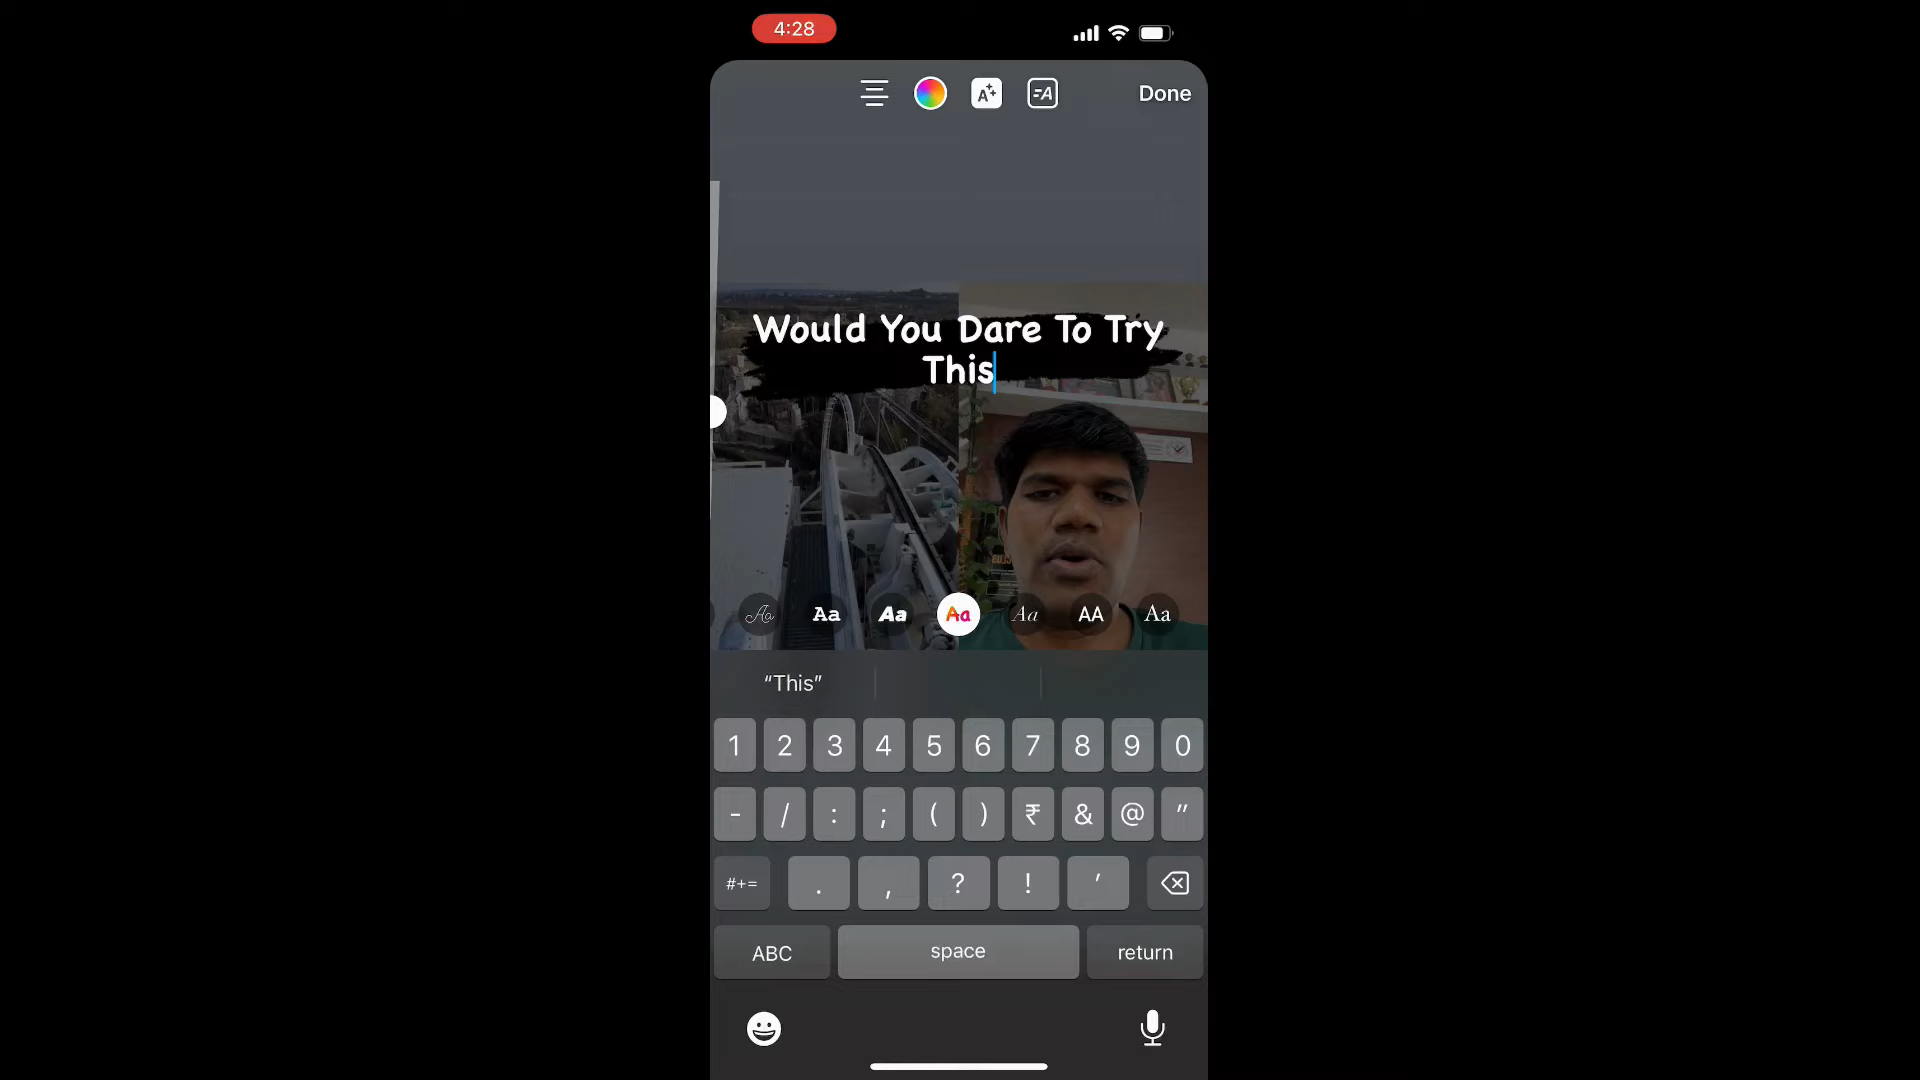 4:28
Done
Would You Dare To Try
This
Aa Aa Aa Aa Aa AA Aa
“This”
1 2 3 4 5 6 7 8 9 0
- / : ; ( ) ₹ & @ "
#+= . , ? ! '
ABC space return